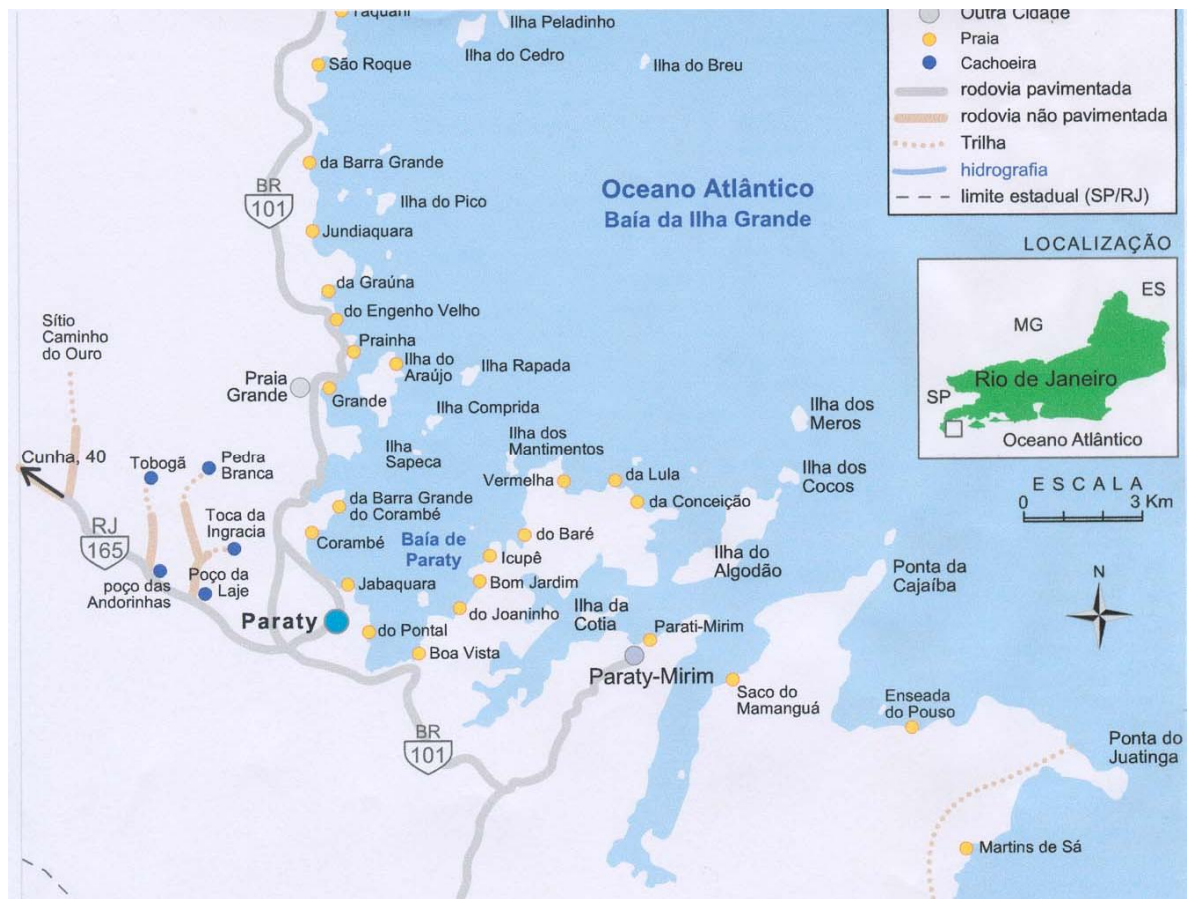 Taquari
Ilha Peladinho
Outra Cidade
Praia
Cachoeira
rodovia pavimentada
rodovia não pavimentada
Trilha
hidrografia
limite estadual (SP/RJ)
São Roque
Ilha do Cedro
Ilha do Breu
da Barra Grande
BR
101
Ilha do Pico
Oceano Atlântico
Baía da Ilha Grande
Jundiaquara
LOCALIZAÇÃO
ES
MG
Rio de Janeiro
SP
Oceano Atlântico
da Graúna
do Engenho Velho
Sítio
Caminho
do Ouro
Prainha
Ilha do
Araújo
Ilha Rapada
Praia
Grande
Grande
Ilha Comprida
Ilha dos
Meros
Ilha dos
Mantimentos
Ilha
Sapeca
Cunha, 40
Tobogã
Pedra
Branca
Vermelha
da Lula
Ilha dos
Cocos
da Conceição
ESCALA
0 3 Km
da Barra Grande
do Corambé
Toca da
Ingracia
RJ
165
Corambé
Baía de
Paraty
do Baré
Icupê
Ilha do
Algodão
Ponta da
Cajaíba
N
poço das
Andorinhas
Poço da
Laje
Jabaquara
Bom Jardim
do Joaninho
Ilha da
Cotia
Paraty
do Pontal
Parati-Mirim
Boa Vista
Paraty-Mirim
Saco do
Mamanguá
Enseada
do Pouso
BR
101
Ponta do
Juatinga
Martins de Sá